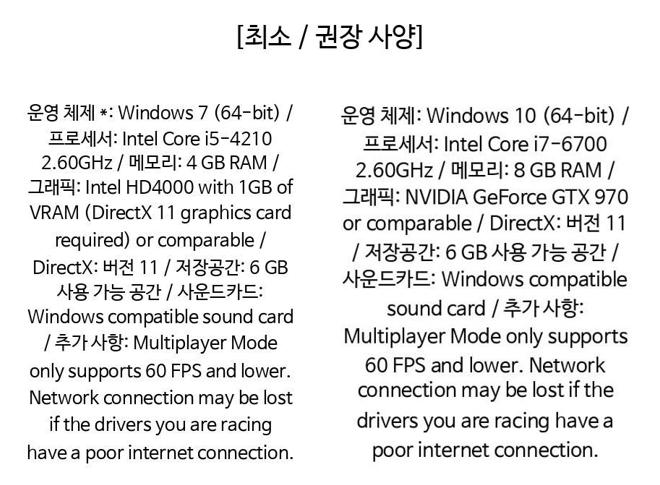 [최소 / 권장 사양]
운영 체제 *: Windows 7 (64-bit) /
프로세서: Intel Core i5-4210
2.60GHz / 메모리: 4 GB RAM /
그래픽: Intel HD4000 with 1GB of
VRAM (DirectX 11 graphics card
required) or comparable /
DirectX: 버전 11 / 저장공간: 6 GB
사용 가능 공간 / 사운드카드:
Windows compatible sound card
/ 추가 사항: Multiplayer Mode
only supports 60 FPS and lower.
Network connection may be lost
if the drivers you are racing
have a poor internet connection.
운영 체제: Windows 10 (64-bit) /
프로세서: Intel Core i7-6700
2.60GHz / 메모리: 8 GB RAM /
그래픽: NVIDIA GeForce GTX 970
or comparable / DirectX: 버전 11
/ 저장공간: 6 GB 사용 가능 공간 /
사운드카드: Windows compatible
sound card / 추가 사항:
Multiplayer Mode only supports
60 FPS and lower. Network
connection may be lost if the
drivers you are racing have a
poor internet connection.